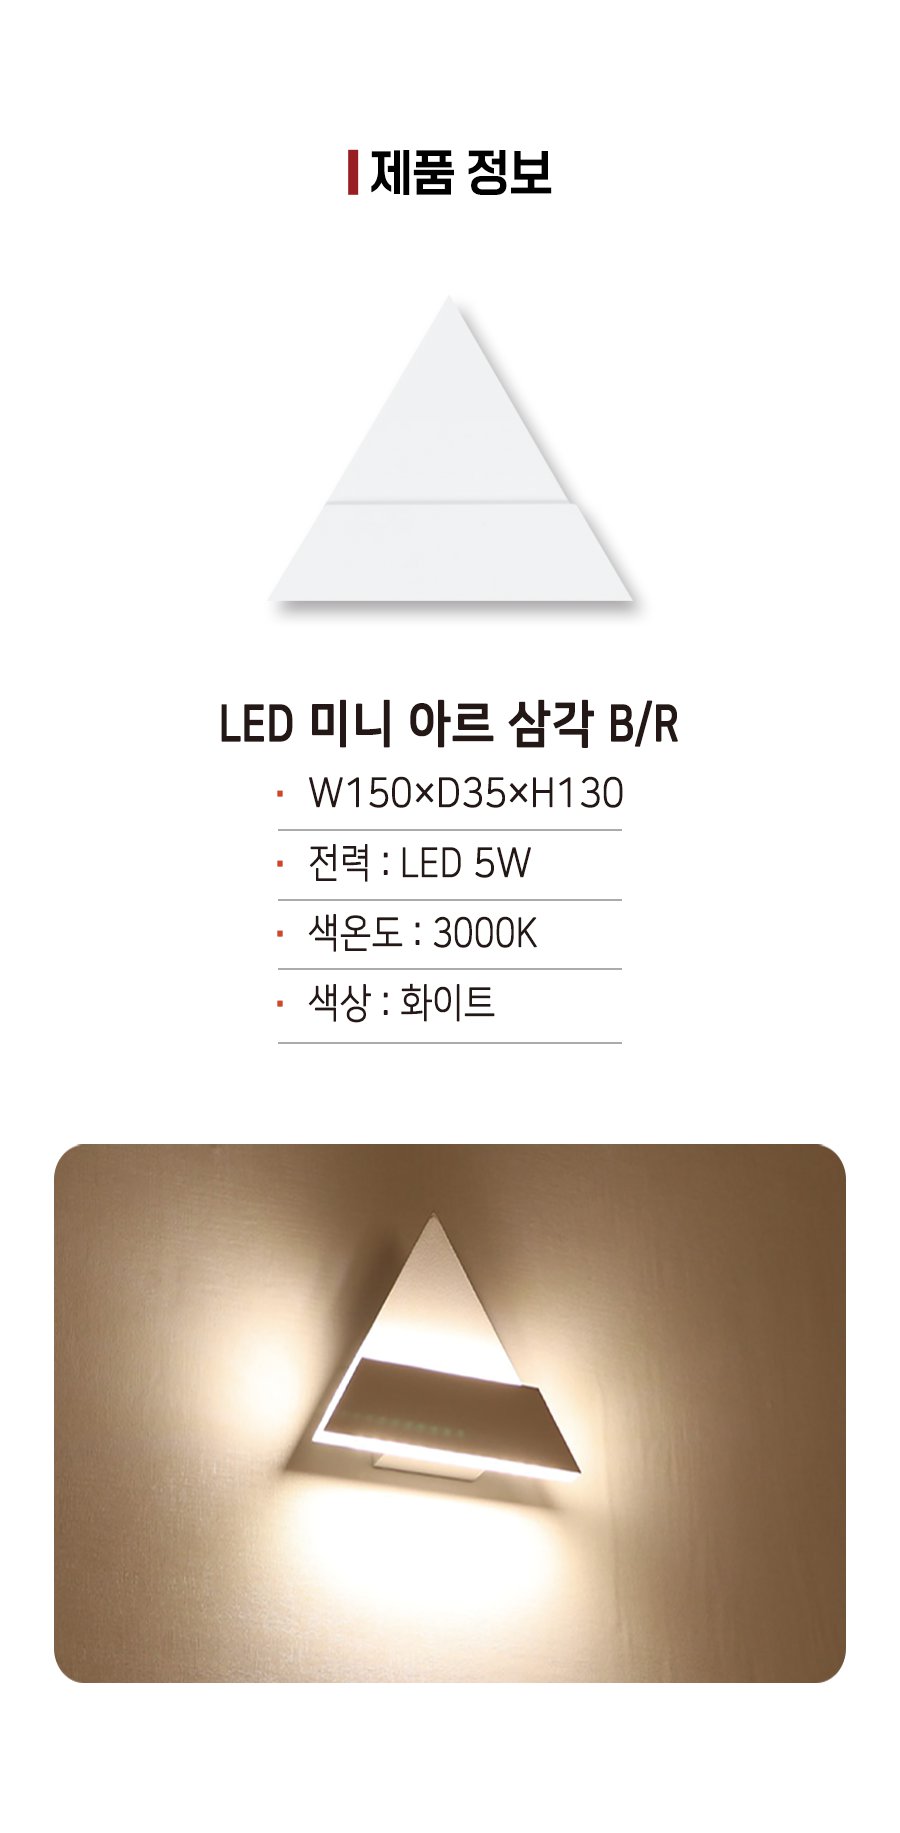 제품 정보
LED 미니 아르 삼각 B/R
· W150×D35×H130
· 전력 : LED 5W
· 색온도 : 3000K
· 색상 : 화이트